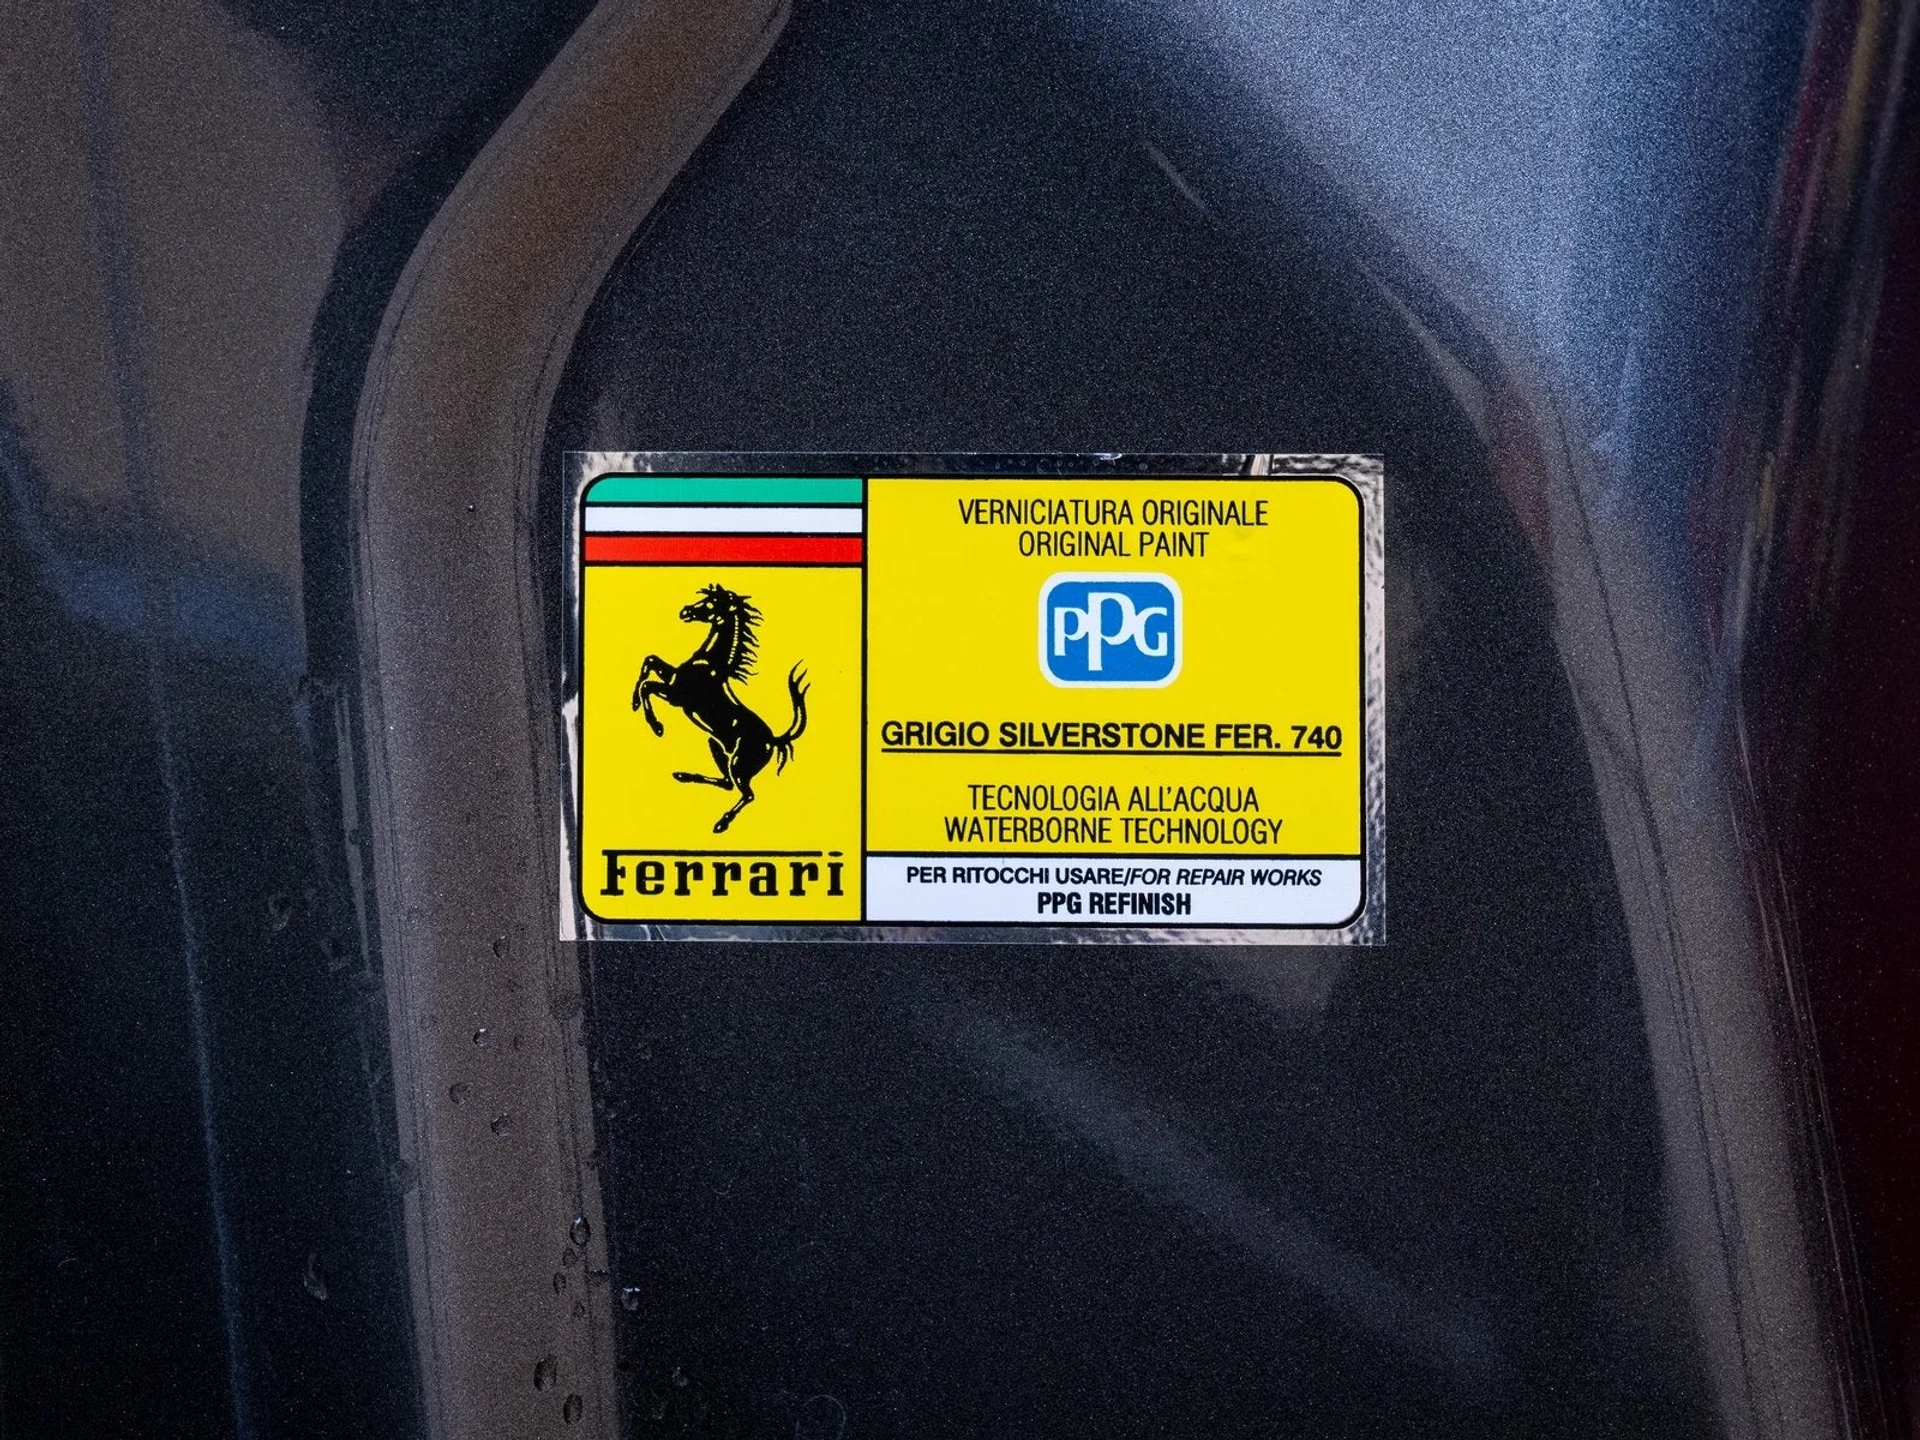 Ferrari
VERNICIATURA ORIGINALE
ORIGINAL PAINT
PPG
GRIGIO SILVERSTONE FER. 740
TECNOLOGIA ALL'ACQUA
WATERBORNE TECHNOLOGY
PER RITOCCHI USARE/FOR REPAIR WORKS
PPG REFINISH